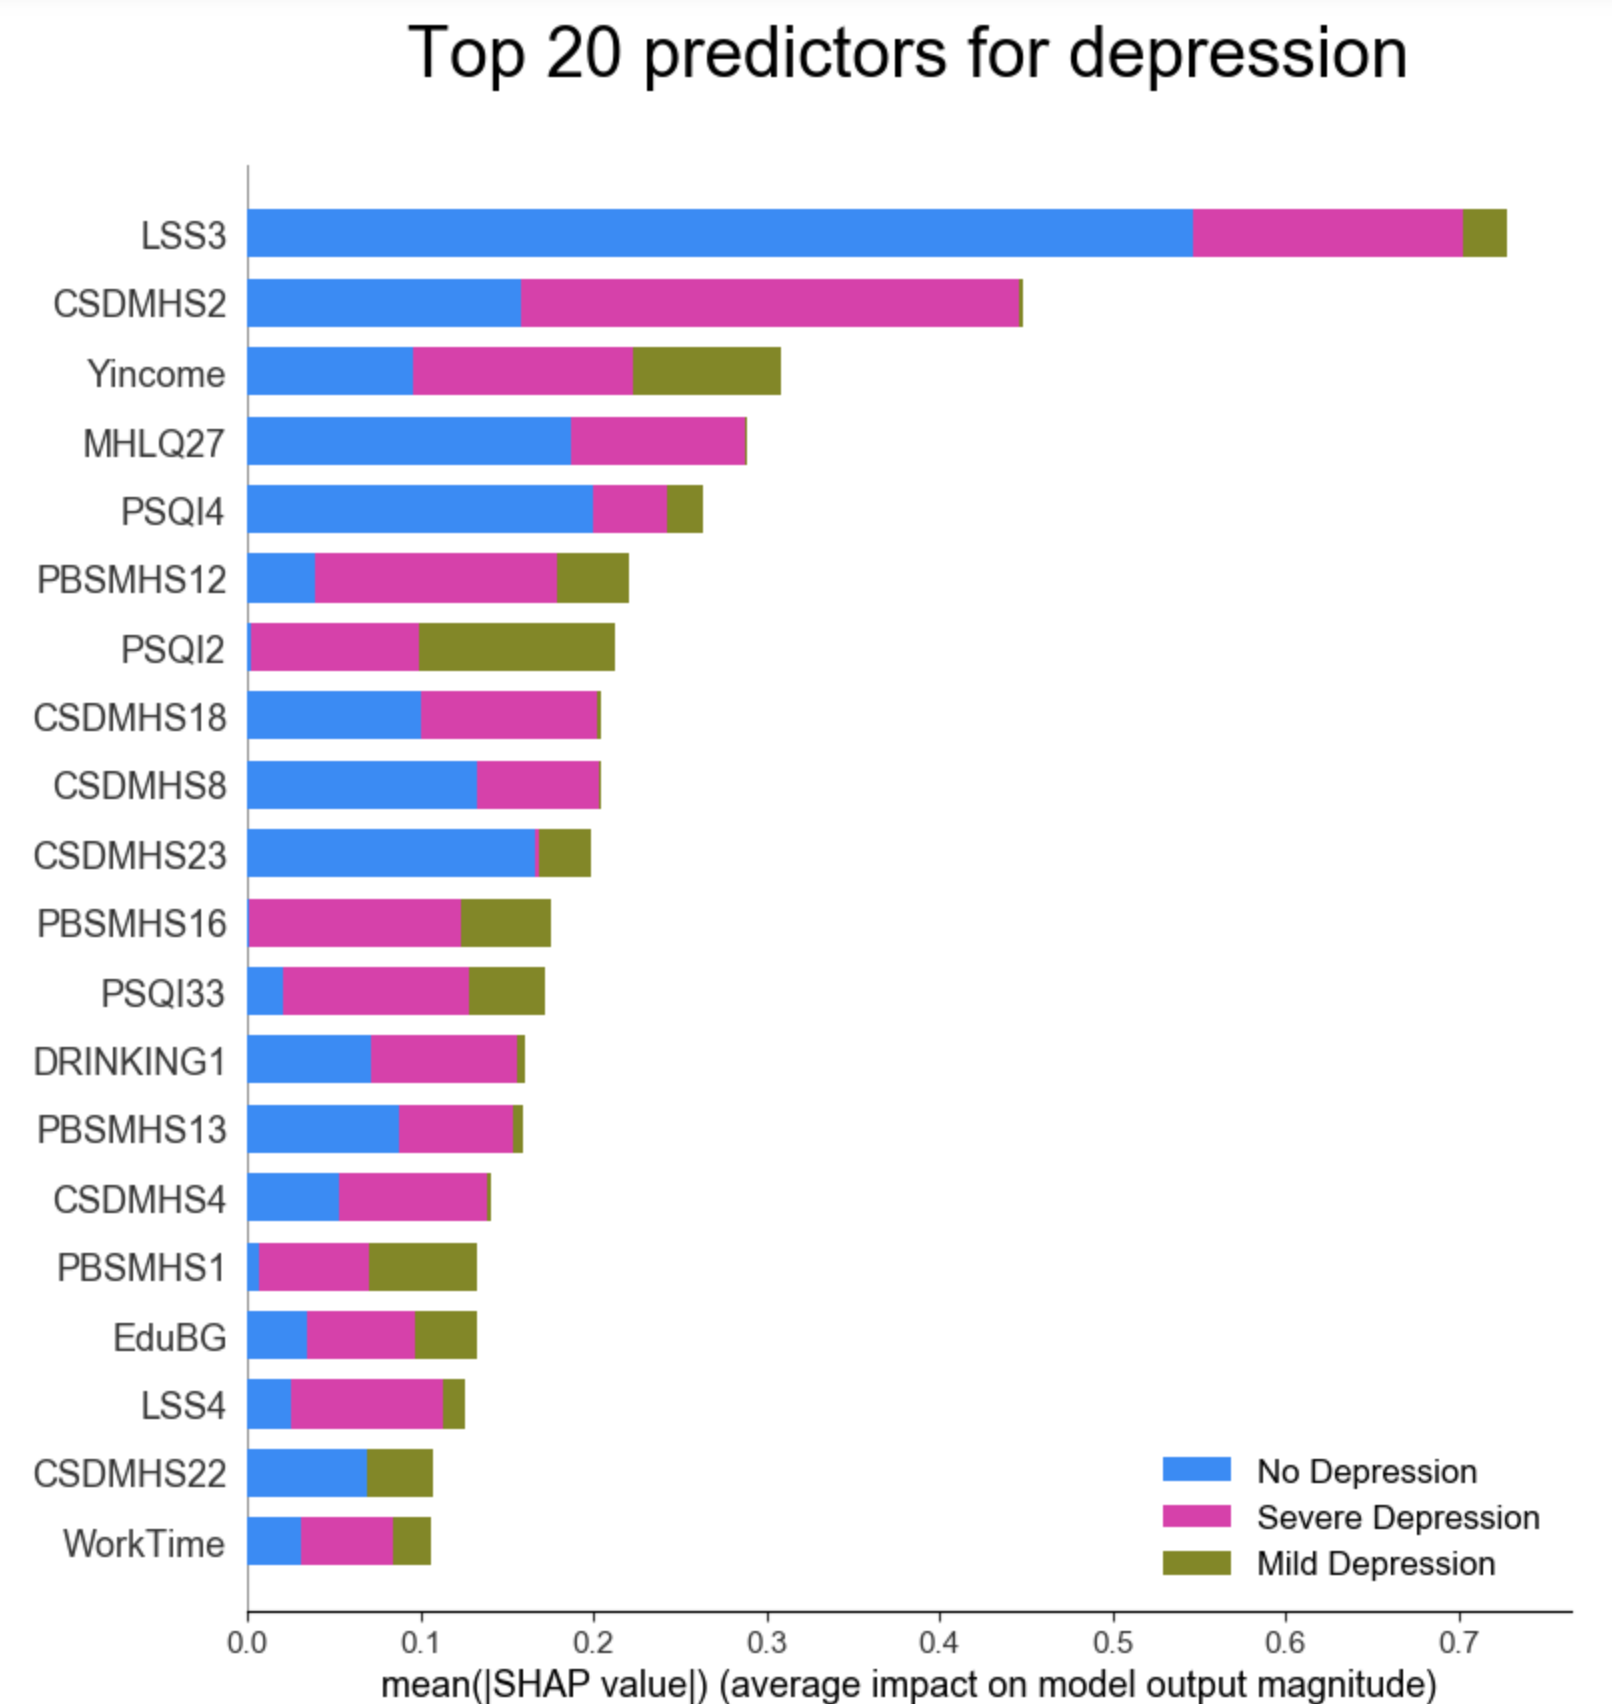 Top 20 predictors for depression
LSS3
CSDMHS2
Yincome
MHLQ27
PSQI4
PBSMHS12
PSQI2
CSDMHS18
CSDMHS8
CSDMHS23
PBSMHS16
PSQI33
DRINKING1
PBSMHS13
CSDMHS4
PBSMHS1
EduBG
LSS4
CSDMHS22
WorkTime
No Depression
Severe Depression
Mild Depression
0.0 0.1 0.2 0.3 0.4 0.5 0.6 0.7
mean(|SHAP value|) (average impact on model output magnitude)